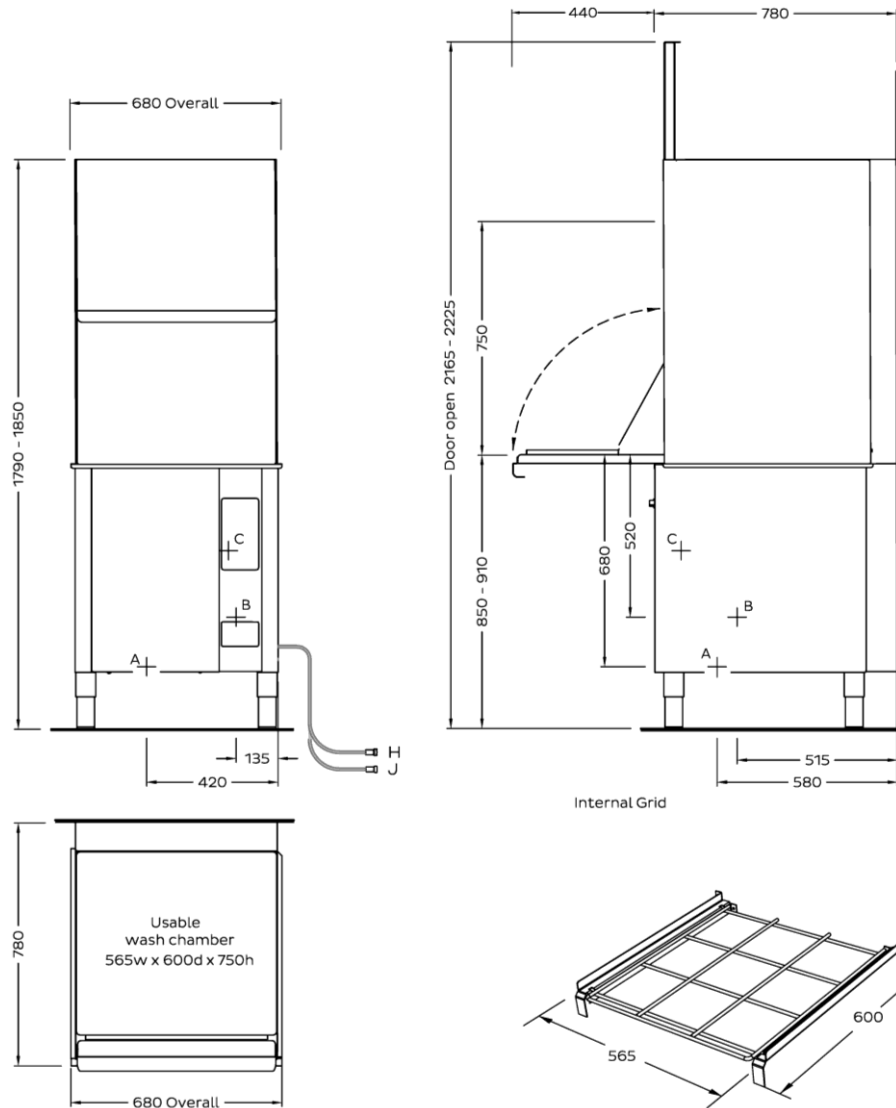 440
780
680 Overall
1790 - 1850
Door open 2165 - 2225
750
850 - 910
680
520
C
B
A
C
B
A
H
J
135
420
515
580
Internal Grid
780
Usable
wash chamber
565w x 600d x 750h
680 Overall
565
600